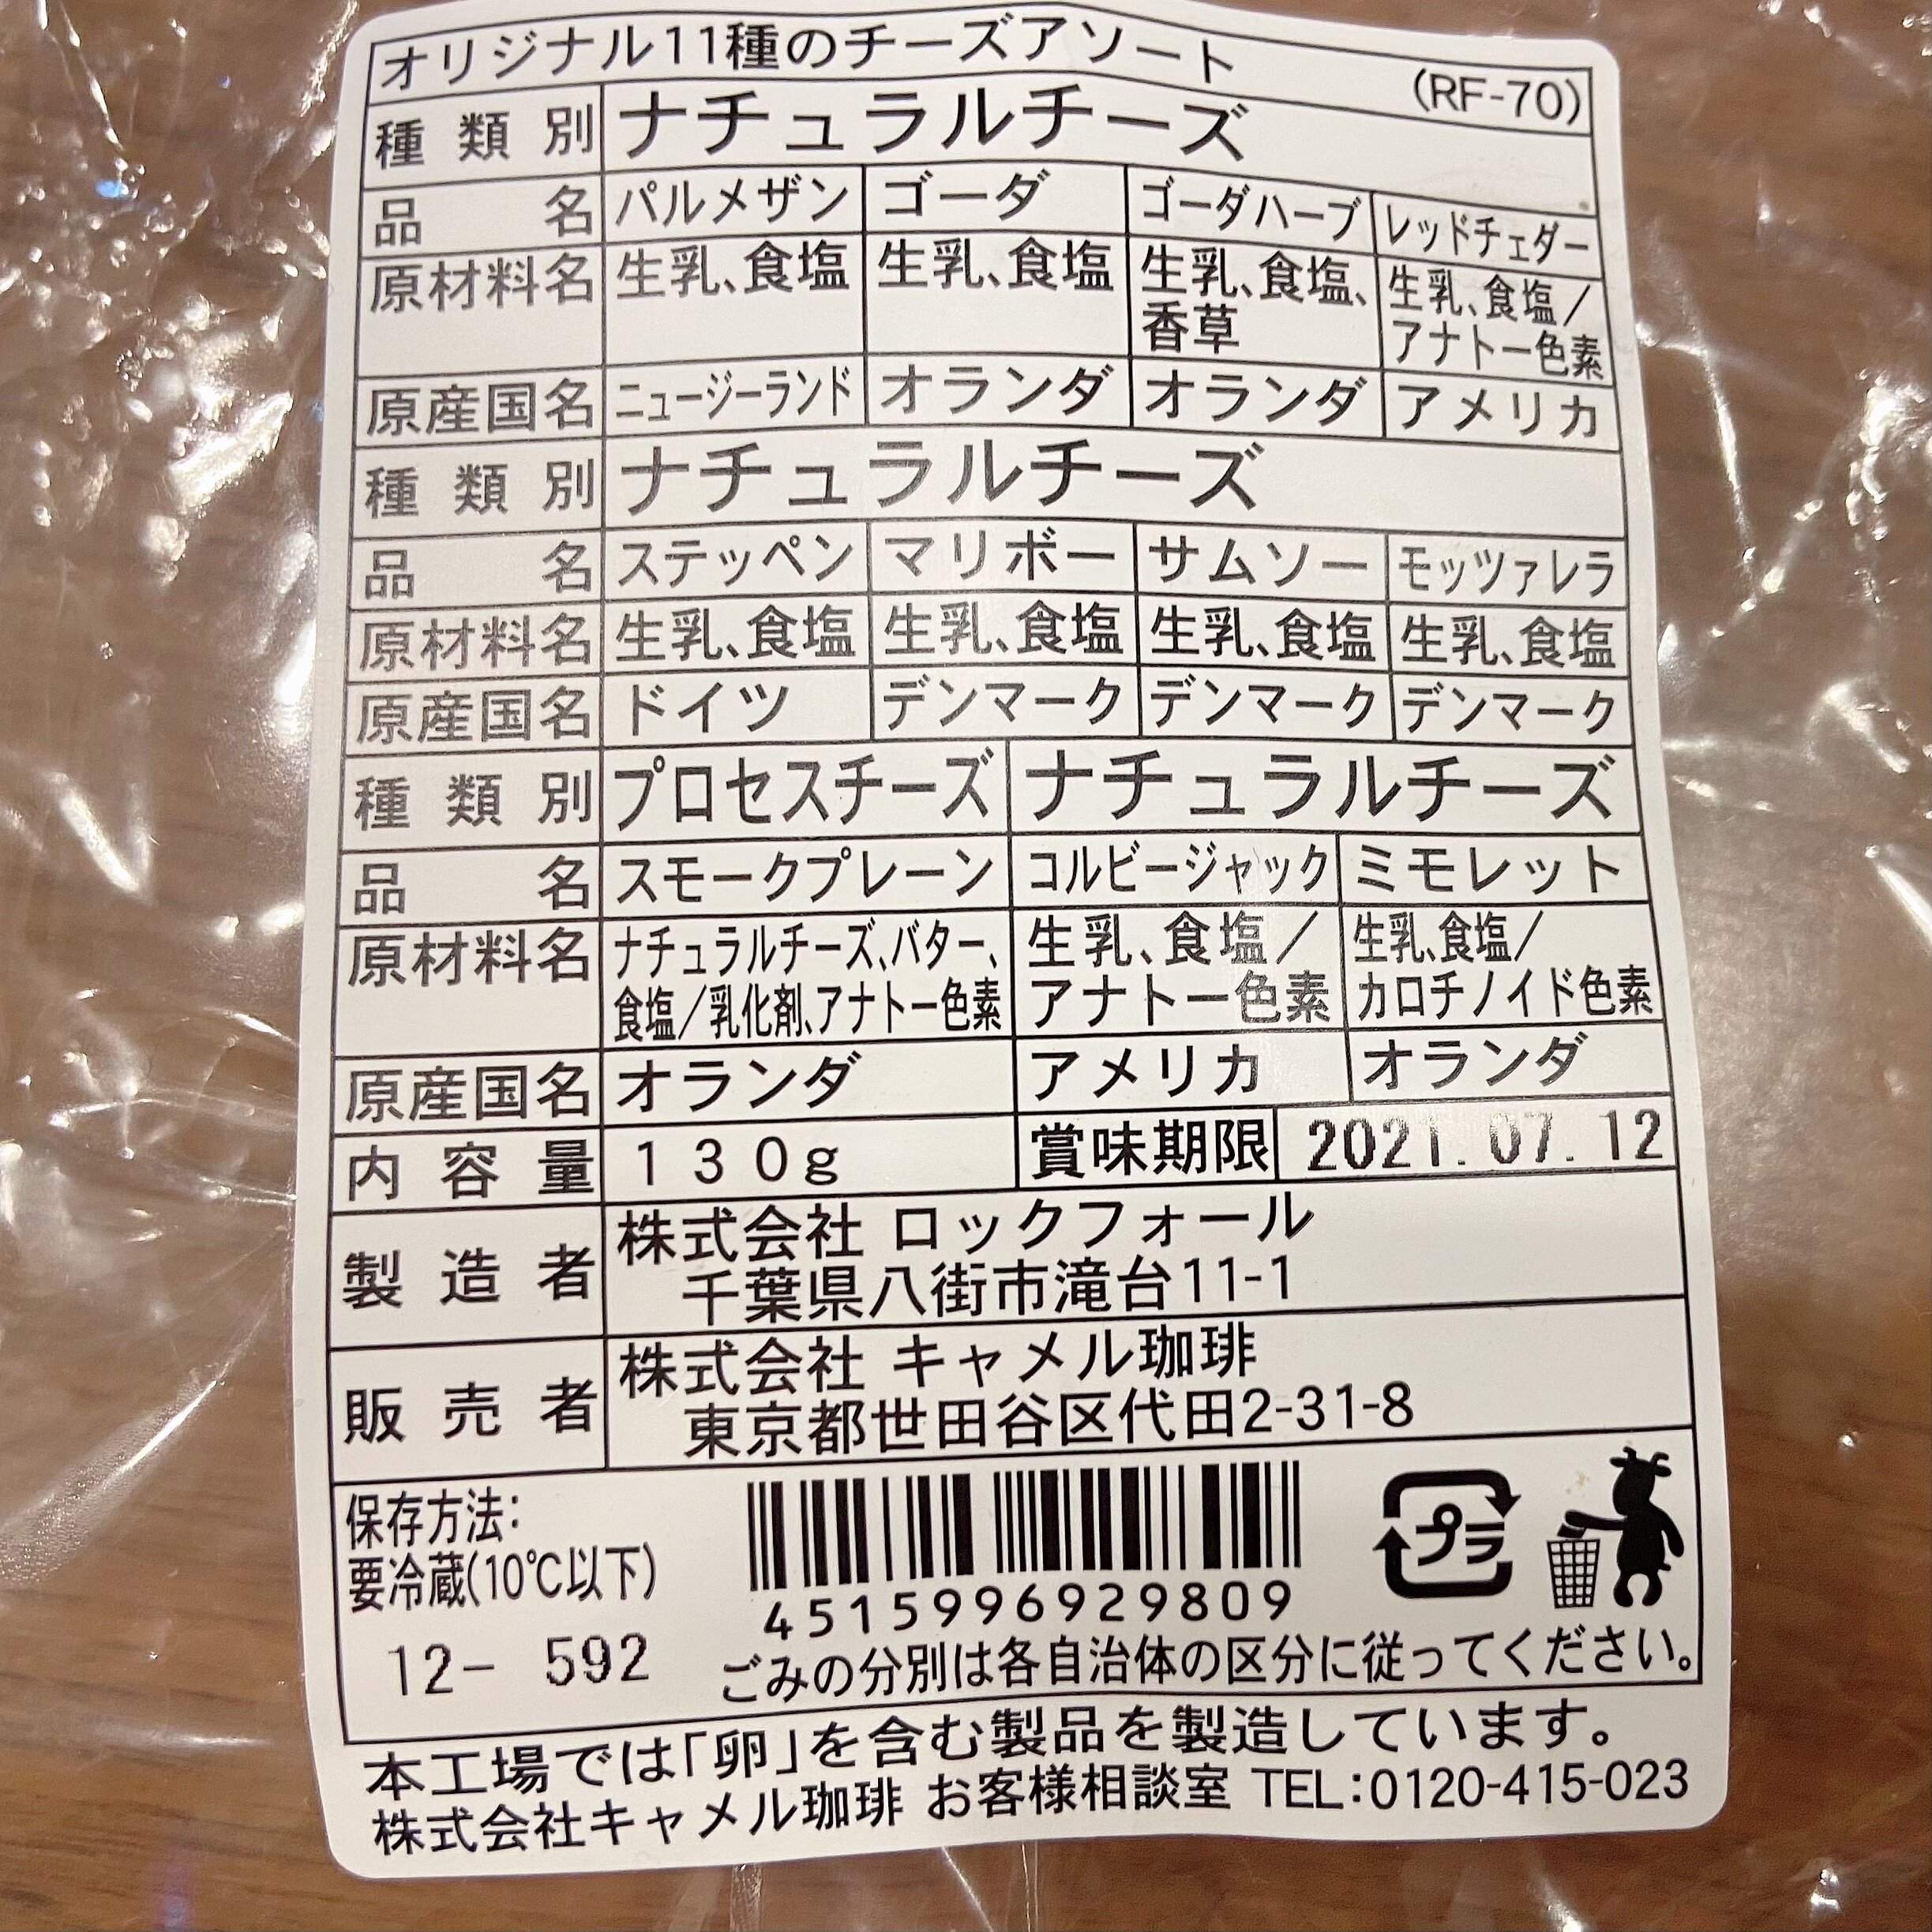 オリジナル11種のチーズアソート (RF-70)
種類別 ナチュラルチーズ
品名 パルメザン ゴーダ ゴーダハーブ レッドチェダー
原材料名 生乳、食塩 生乳、食塩 生乳、食塩、香草 生乳、食塩/アナトー色素
原産国名 ニュージーランド オランダ オランダ アメリカ
種類別 ナチュラルチーズ
品名 ステッペン マリボー サムソー モッツァレラ
原材料名 生乳、食塩 生乳、食塩 生乳、食塩 生乳、食塩
原産国名 ドイツ デンマーク デンマーク デンマーク
種類別 プロセスチーズ ナチュラルチーズ
品名 スモークプレーン コルビージャック ミモレット
原材料名 ナチュラルチーズ、バター、食塩/乳化剤、アナトー色素 生乳、食塩/アナトー色素 生乳、食塩/カロチノイド色素
原産国名 オランダ アメリカ オランダ
内容量 130g 賞味期限 2021.07.12
製造者 株式会社 ロックフォール
千葉県八街市滝台11-1
販売者 株式会社 キャメル珈琲
東京都世田谷区代田2-31-8
保存方法:
要冷蔵(10℃以下)
12- 592
4515996929809
プラ
ごみの分別は各自治体の区分に従ってください。
本工場では「卵」を含む製品を製造しています。
株式会社キャメル珈琲 お客様相談室 TEL:0120-415-023